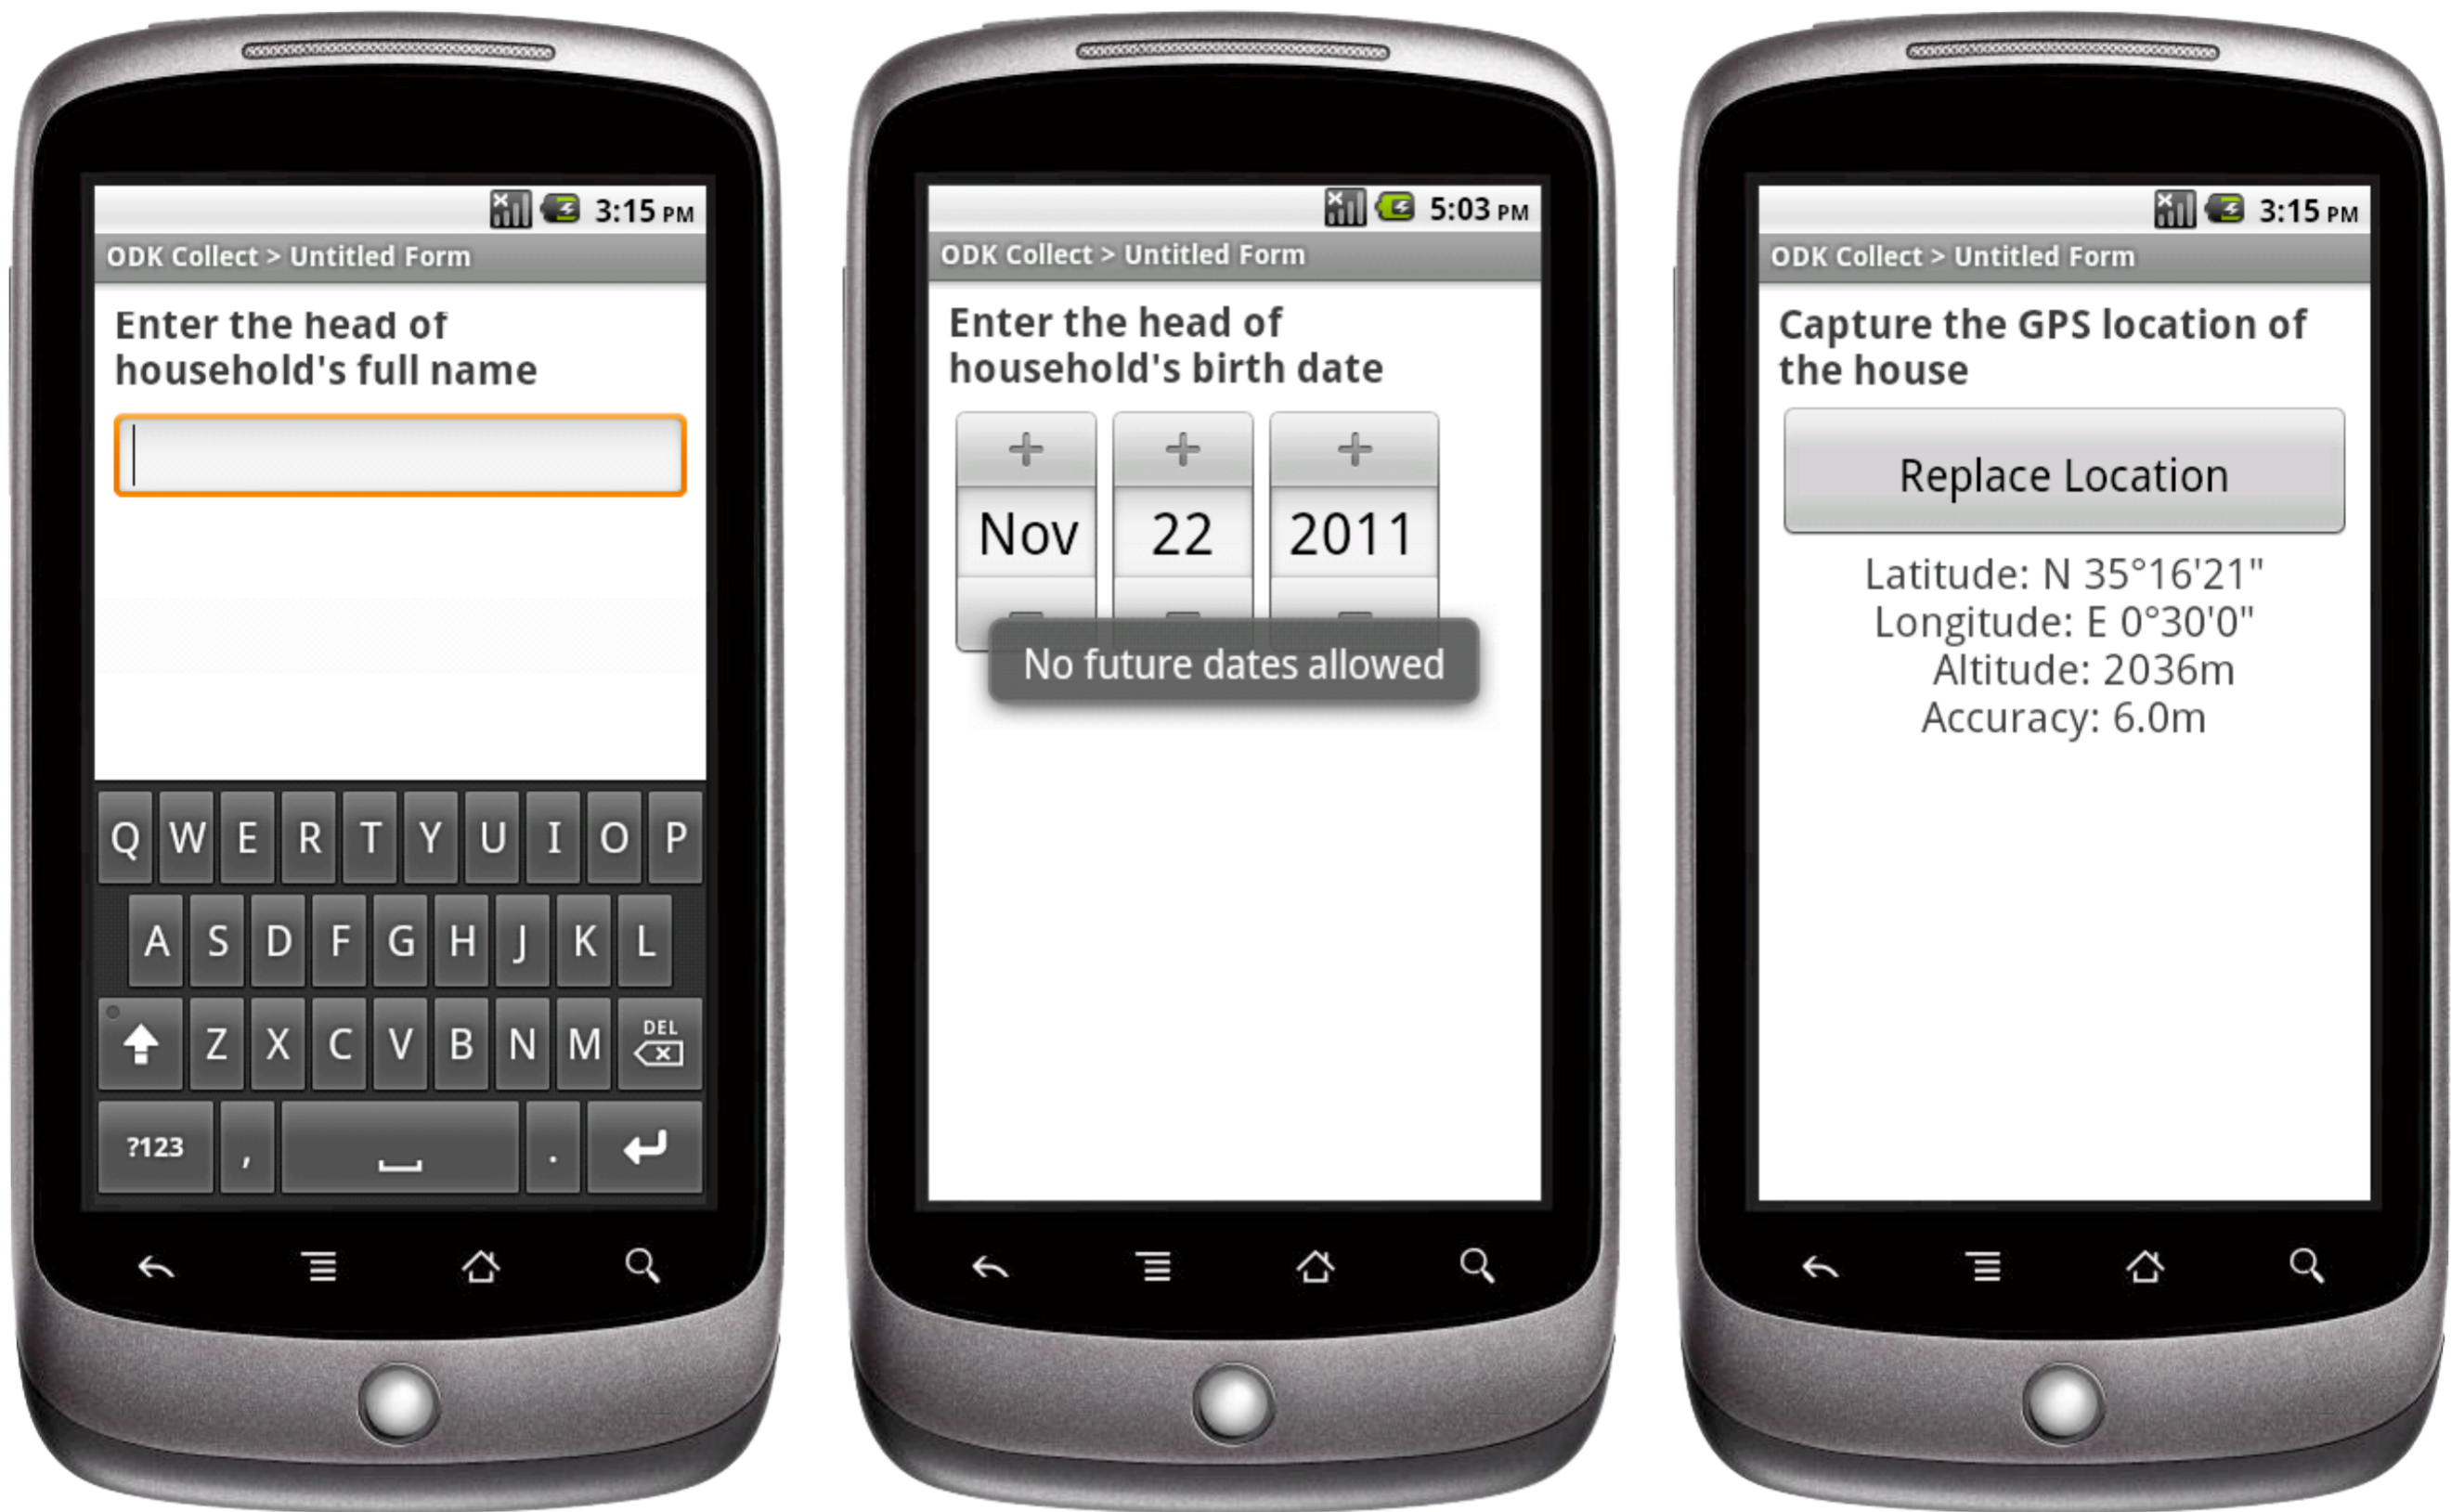 3:15 PM
ODK Collect > Untitled Form
Enter the head of
household's full name
Q W E R T Y U I O P
A S D F G H J K L
Z X C V B N M DEL
?123 , .
5:03 PM
ODK Collect > Untitled Form
Enter the head of
household's birth date
+ + +
Nov 22 2011
- - -
No future dates allowed
3:15 PM
ODK Collect > Untitled Form
Capture the GPS location of
the house
Replace Location
Latitude: N 35°16'21"
Longitude: E 0°30'0"
Altitude: 2036m
Accuracy: 6.0m